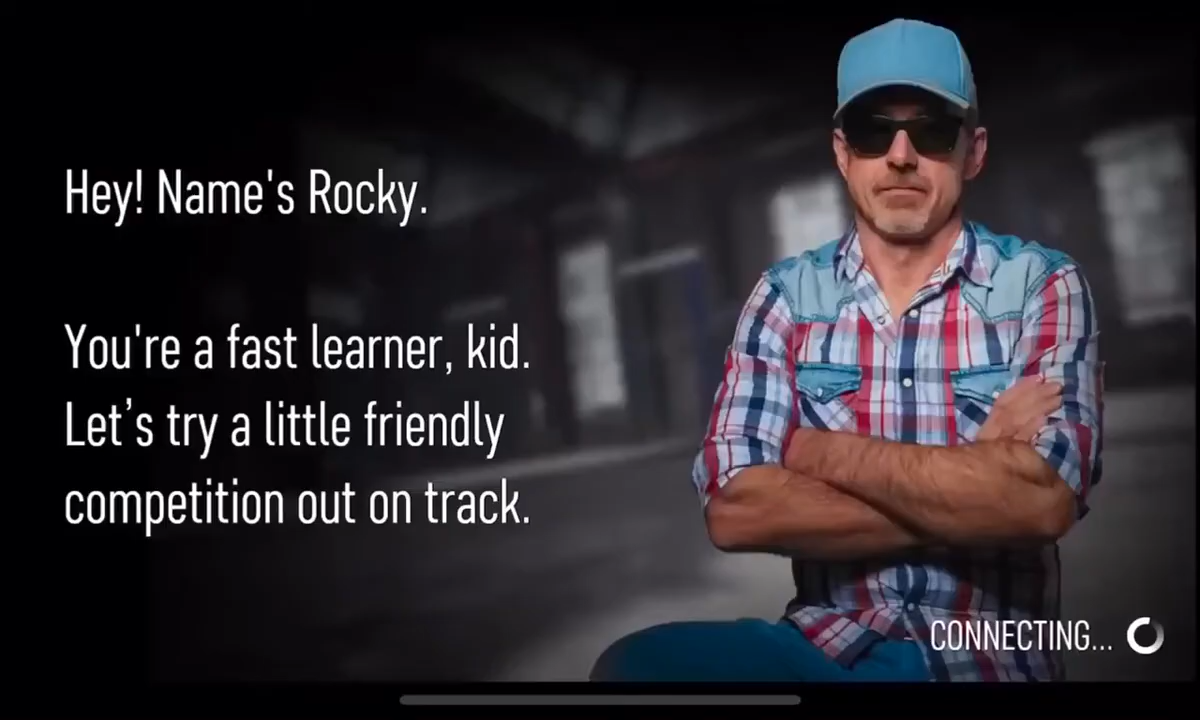 Hey! Name's Rocky.
You're a fast learner, kid.
Let’s try a little friendly
competition out on track.
CONNECTING...